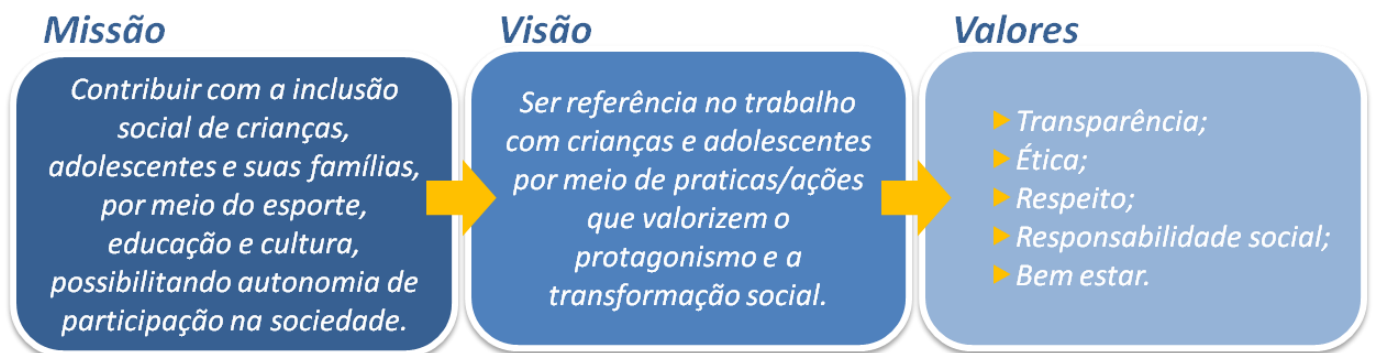 Missão
Contribuir com a inclusão
social de crianças,
adolescentes e suas famílias,
por meio do esporte,
educação e cultura,
possibilitando autonomia de
participação na sociedade.
Visão
Ser referência no trabalho
com crianças e adolescentes
por meio de praticas/ações
que valorizem o
protagonismo e a
transformação social.
Valores
Transparência;
Ética;
Respeito;
Responsabilidade social;
Bem estar.